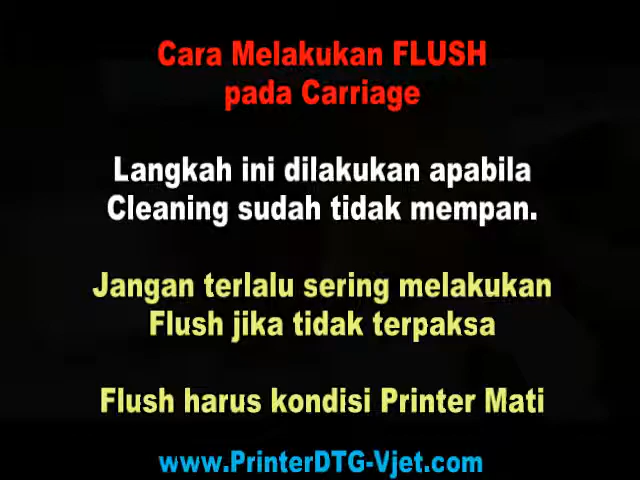 Cara Melakukan FLUSH
pada Carriage
Langkah ini dilakukan apabila
Cleaning sudah tidak mempan.
Jangan terlalu sering melakukan
Flush jika tidak terpaksa
Flush harus kondisi Printer Mati
www.PrinterDTG-Vjet.com